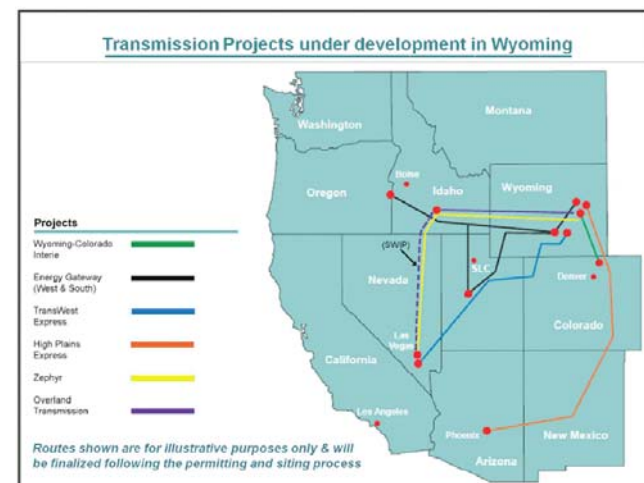 Transmission Projects under development in Wyoming
Washington
Montana
Oregon
Boise
Idaho
Wyoming
Projects
Wyoming-Colorado
Interie
Energy Gateway
(West & South)
TransWest
Express
High Plains
Express
Zephyr
Overland
Transmission
(SWIP)
SLC
Nevada
Denver
Colorado
Las
Vegas
California
Los Angeles
Phoenix
New Mexico
Arizona
Routes shown are for illustrative purposes only & will
be finalized following the permitting and siting process